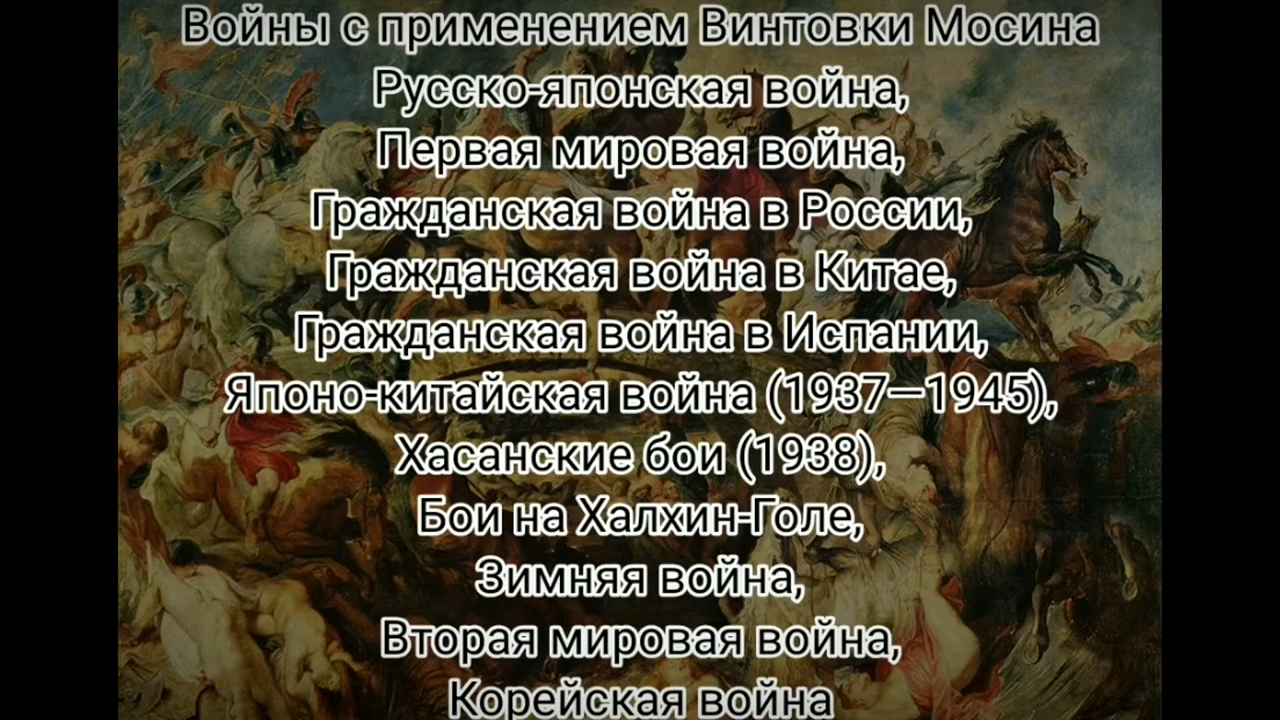 Войны с применением Винтовки Мосина
Русско-японская война,
Первая мировая война,
Гражданская война в России,
Гражданская война в Китае,
Гражданская война в Испании,
Японо-китайская война (1937—1945),
Хасанские бои (1938),
Бои на Халхин-Голе,
Зимняя война,
Вторая мировая война,
Корейская война